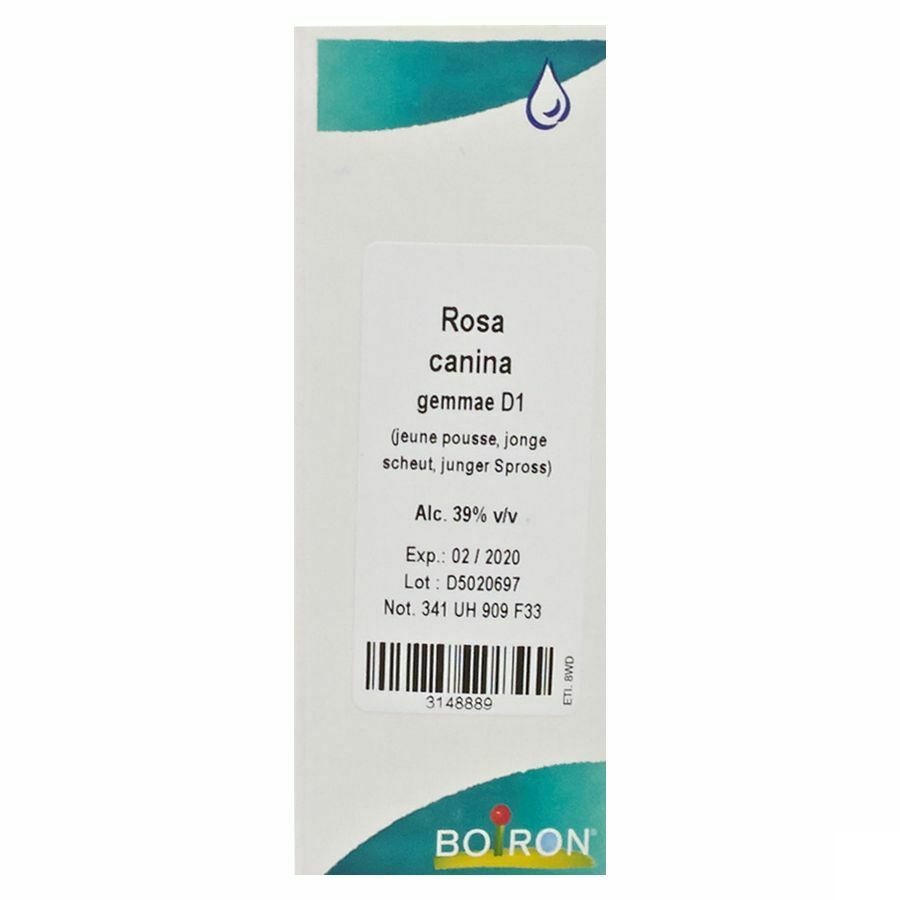 Rosa
canina
gemmae D1
(jeune pousse, jonge
scheut, junger Spross)
Alc. 39% v/v
Exp.: 02 / 2020
Lot : D5020697
Not. 341 UH 909 F33
3148889
ETI. 8WD
BOIRON®